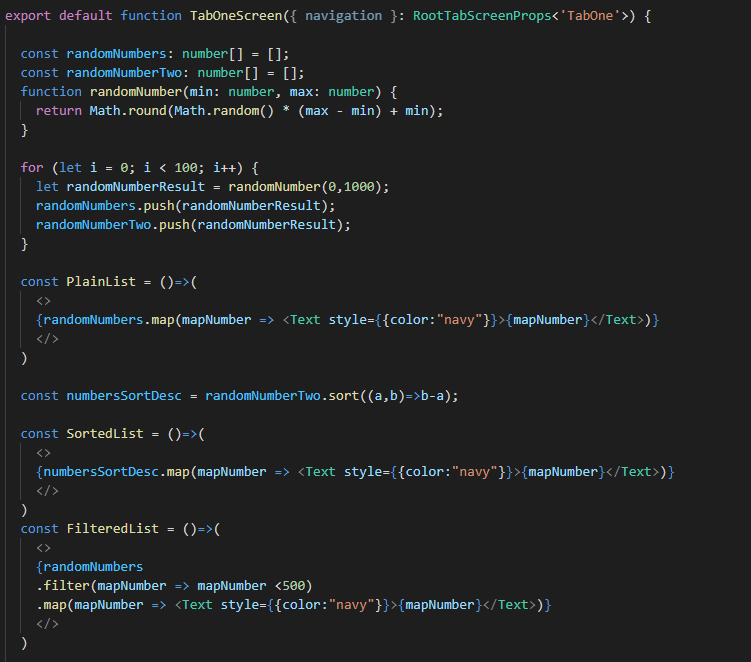 export default function TabOneScreen({ navigation }: RootTabScreenProps<'TabOne'>) {
const randomNumbers: number[] = [];
const randomNumberTwo: number[] = [];
function randomNumber(min: number, max: number) {
return Math.round(Math.random() * (max - min) + min);
}
for (let i = 0; i < 100; i++) {
let randomNumberResult = randomNumber(0,1000);
randomNumbers.push(randomNumberResult);
randomNumberTwo.push(randomNumberResult);
}
const PlainList = ()=>(
<>
{randomNumbers.map(mapNumber => <Text style={{color:"navy"}}>{mapNumber}</Text>)}
</>
)
const numbersSortDesc = randomNumberTwo.sort((a,b)=>b-a);
const SortedList = ()=>(
<>
{numbersSortDesc.map(mapNumber => <Text style={{color:"navy"}}>{mapNumber}</Text>)}
</>
)
const FilteredList = ()=>(
<>
{randomNumbers
.filter(mapNumber => mapNumber <500)
.map(mapNumber => <Text style={{color:"navy"}}>{mapNumber}</Text>)}
</>
)